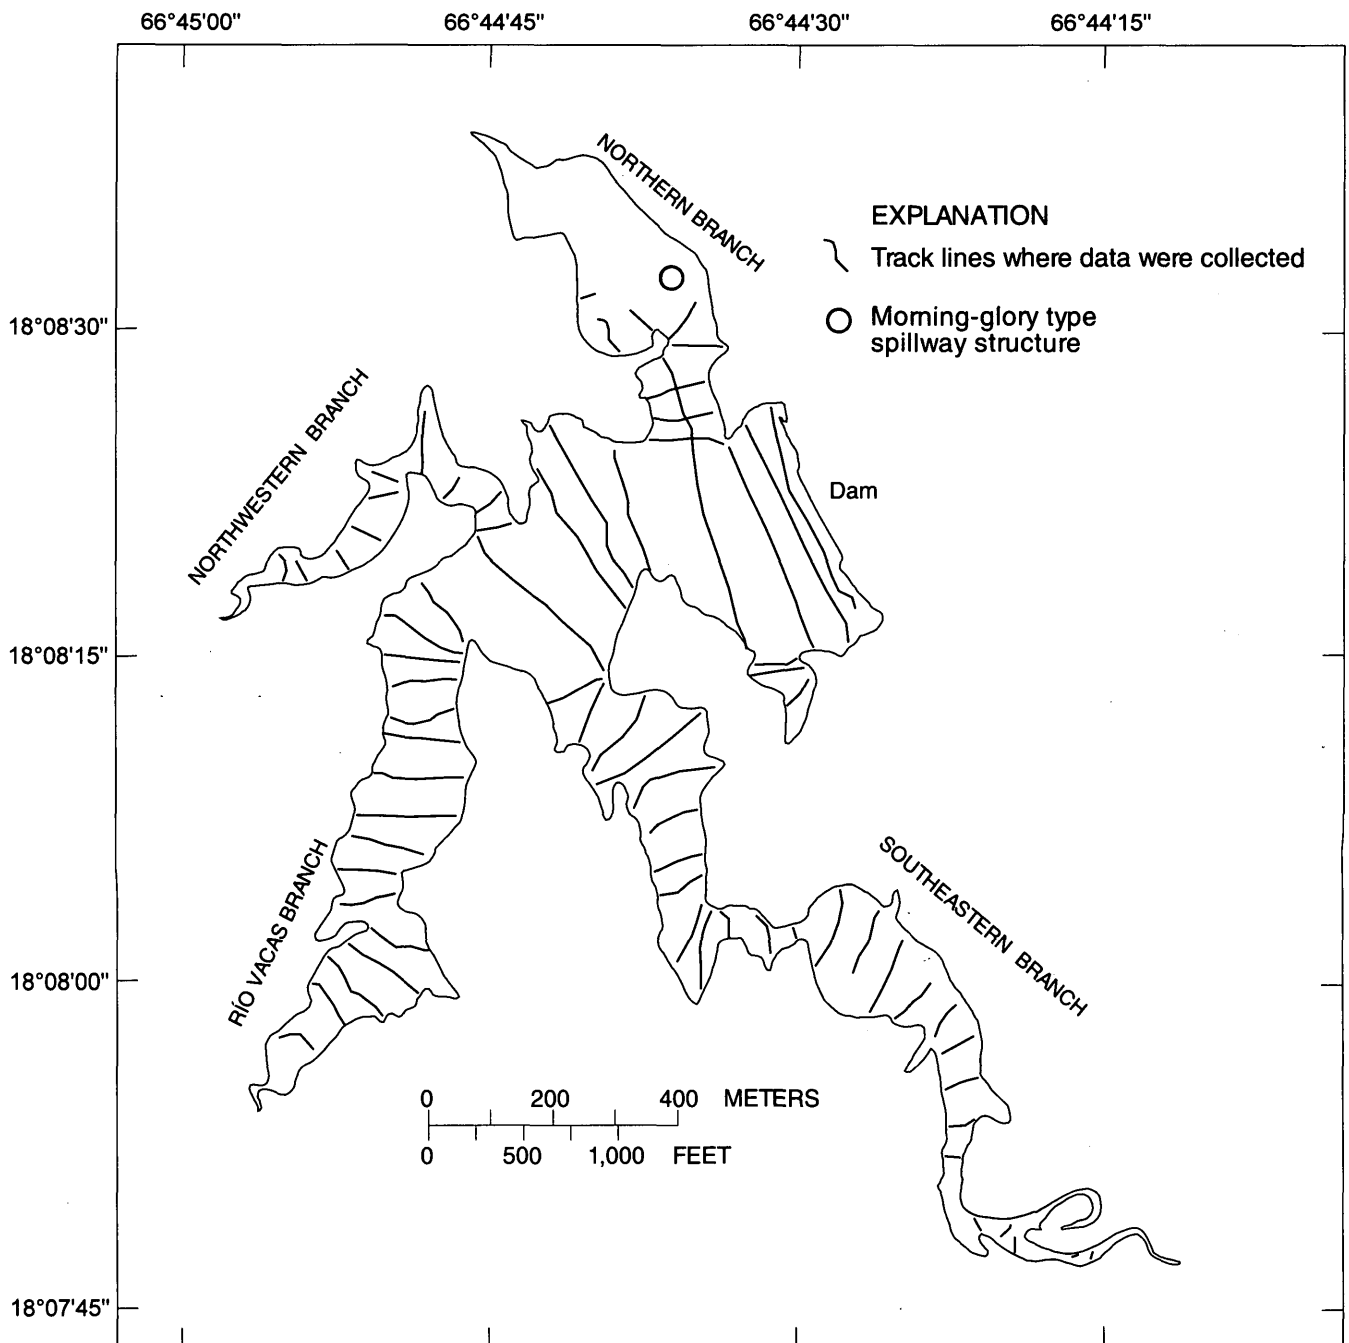 66°45'00" 66°44'45" 66°44'30" 66°44'15"
NORTHERN BRANCH
EXPLANATION
Track lines where data were collected
18°08'30"
Morning-glory type
spillway structure
NORTHWESTERN BRANCH
Dam
18°08'15"
RÍO VACAS BRANCH
SOUTHEASTERN BRANCH
18°08'00"
0 200 400 METERS
0 500 1,000 FEET
18°07'45"